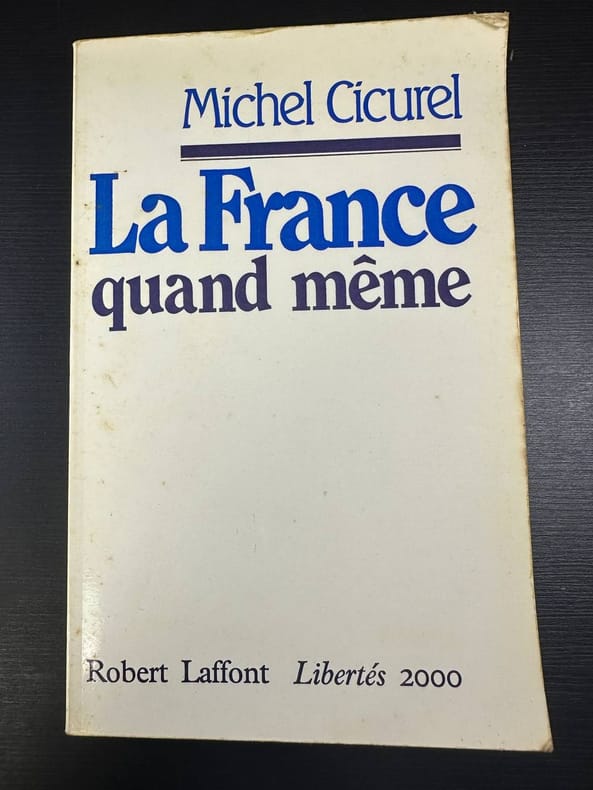 Michel Cicurel
La France
quand même
Robert Laffont Libertés 2000